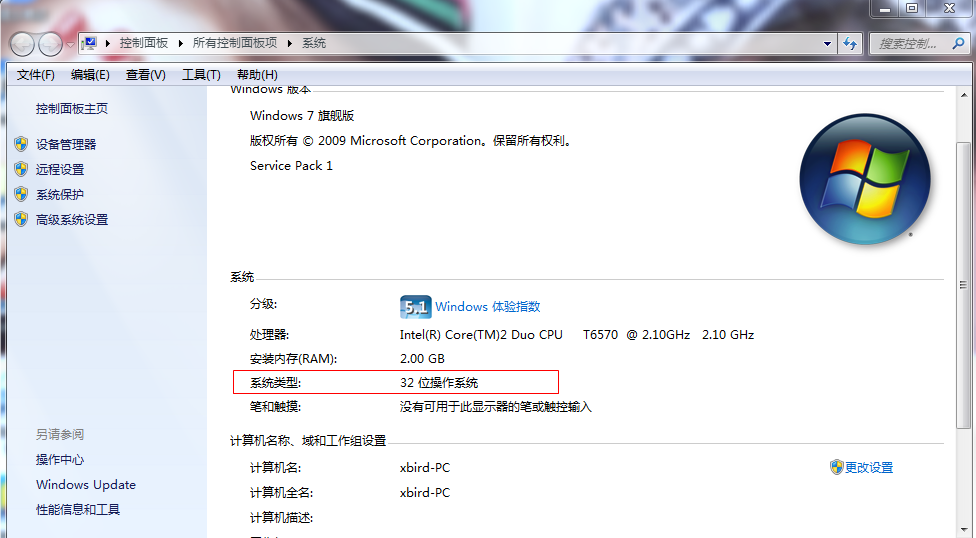 控制面板 ▸ 所有控制面板项 ▸ 系统
搜索控制...
文件(F) 编辑(E) 查看(V) 工具(T) 帮助(H)
控制面板主页
设备管理器
远程设置
系统保护
高级系统设置
另请参阅
操作中心
Windows Update
性能信息和工具
Windows 版本
Windows 7 旗舰版
版权所有 © 2009 Microsoft Corporation。保留所有权利。
Service Pack 1
系统
分级: 5.1 Windows 体验指数
处理器: Intel(R) Core(TM)2 Duo CPU T6570 @ 2.10GHz 2.10 GHz
安装内存(RAM): 2.00 GB
系统类型: 32 位操作系统
笔和触摸: 没有可用于此显示器的笔或触控输入
计算机名称、域和工作组设置
计算机名: xbird-PC 更改设置
计算机全名: xbird-PC
计算机描述: